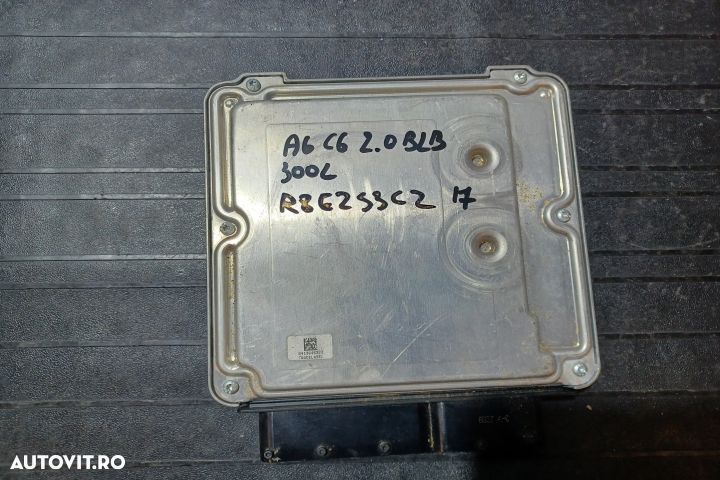 A6 C6 2.0 BLB
300L
R8E253C2 17
AUTOVIT.RO